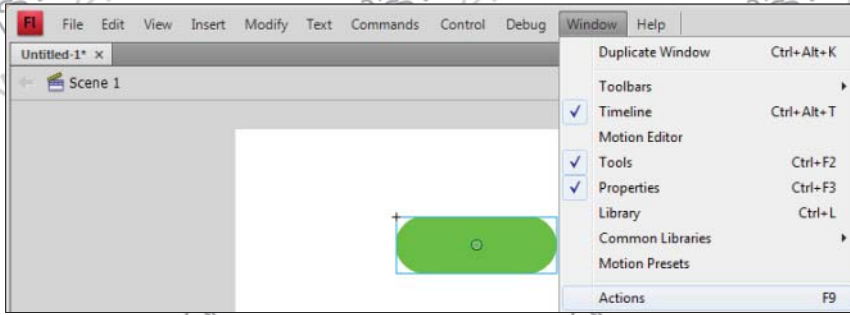 Fl File Edit View Insert Modify Text Commands Control Debug Window Help
Untitled-1* ×
Scene 1
Duplicate Window Ctrl+Alt+K
Toolbars
Timeline Ctrl+Alt+T
Motion Editor
Tools Ctrl+F2
Properties Ctrl+F3
Library Ctrl+L
Common Libraries
Motion Presets
Actions F9